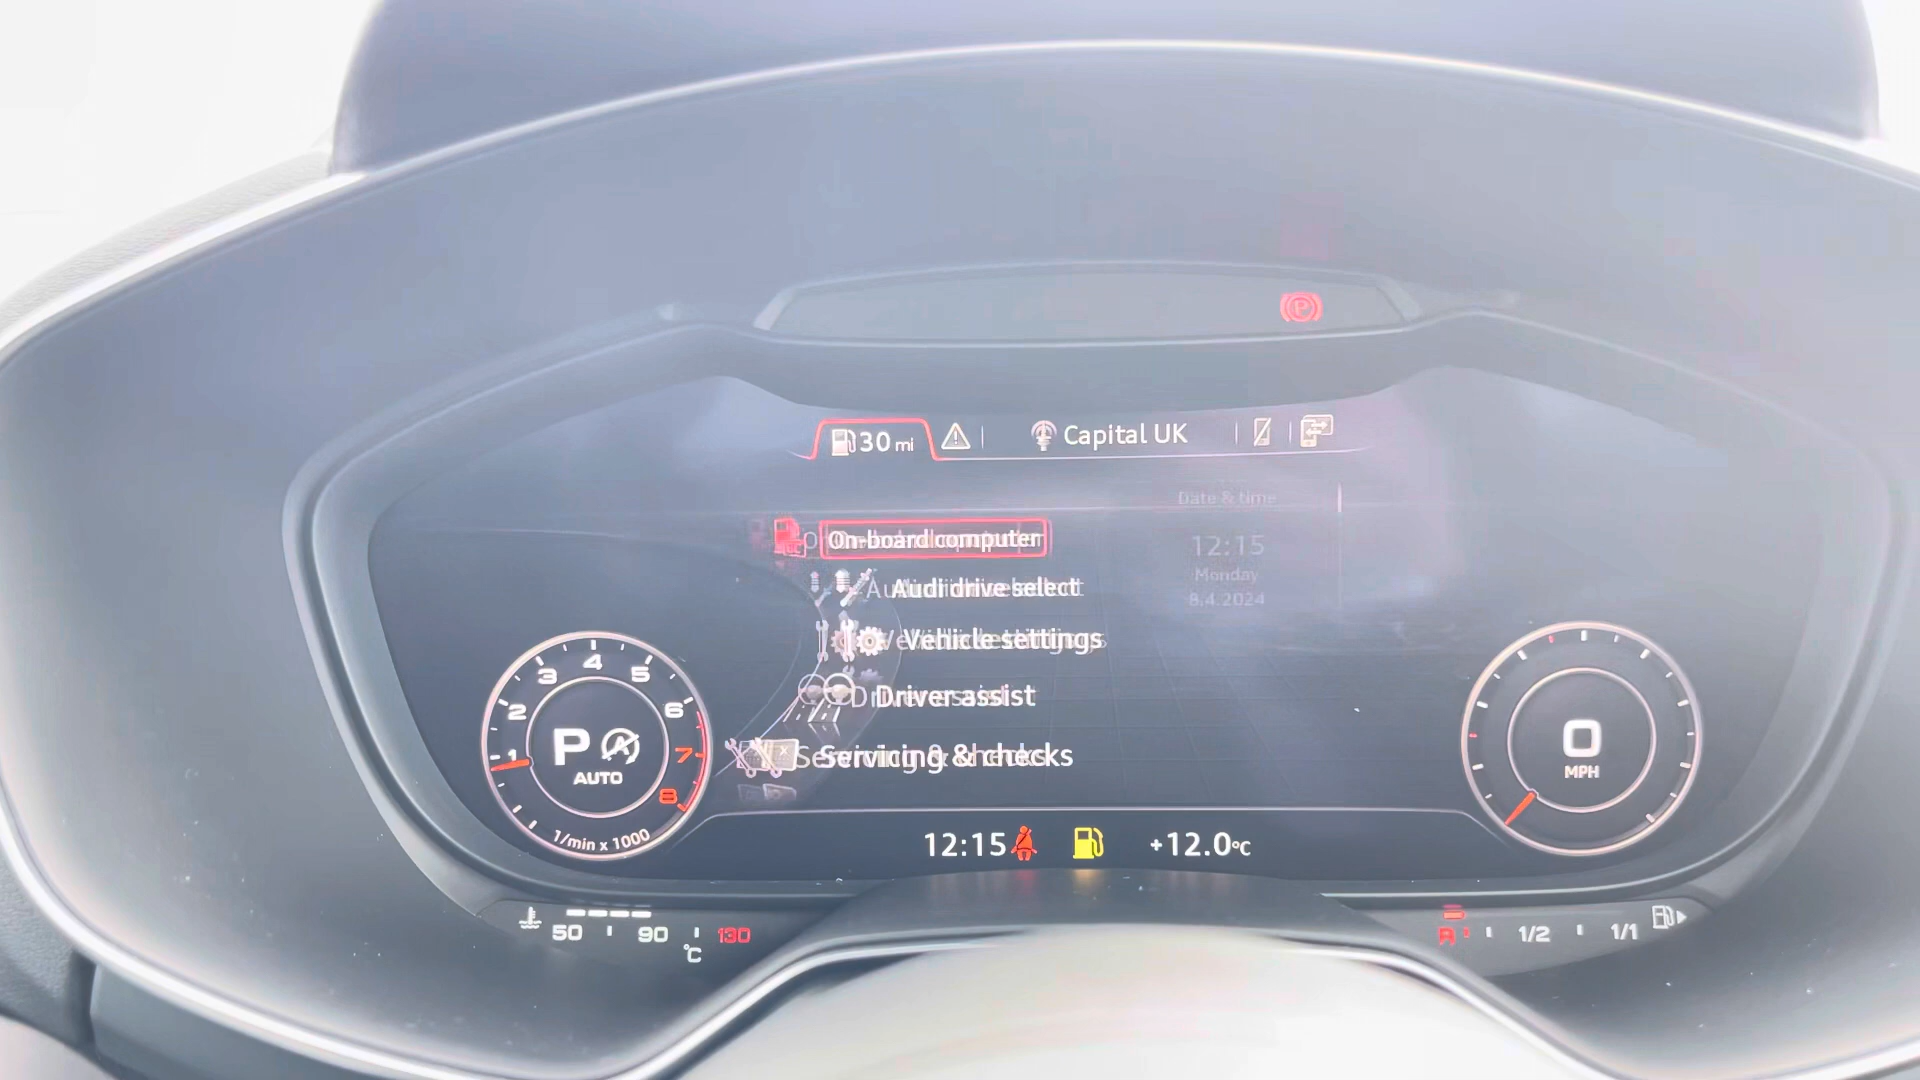 30 mi
Capital UK
Date & time
On-board computer
12:15
Monday
8.4.2024
Audi drive select
Vehicle settings
Driver assist
Servicing & checks
1 2 3 4 5 6 7 8
P A
AUTO
1/min x 1000
0
MPH
12:15
+12.0°C
50 90 130
°C
R 1/2 1/1
P